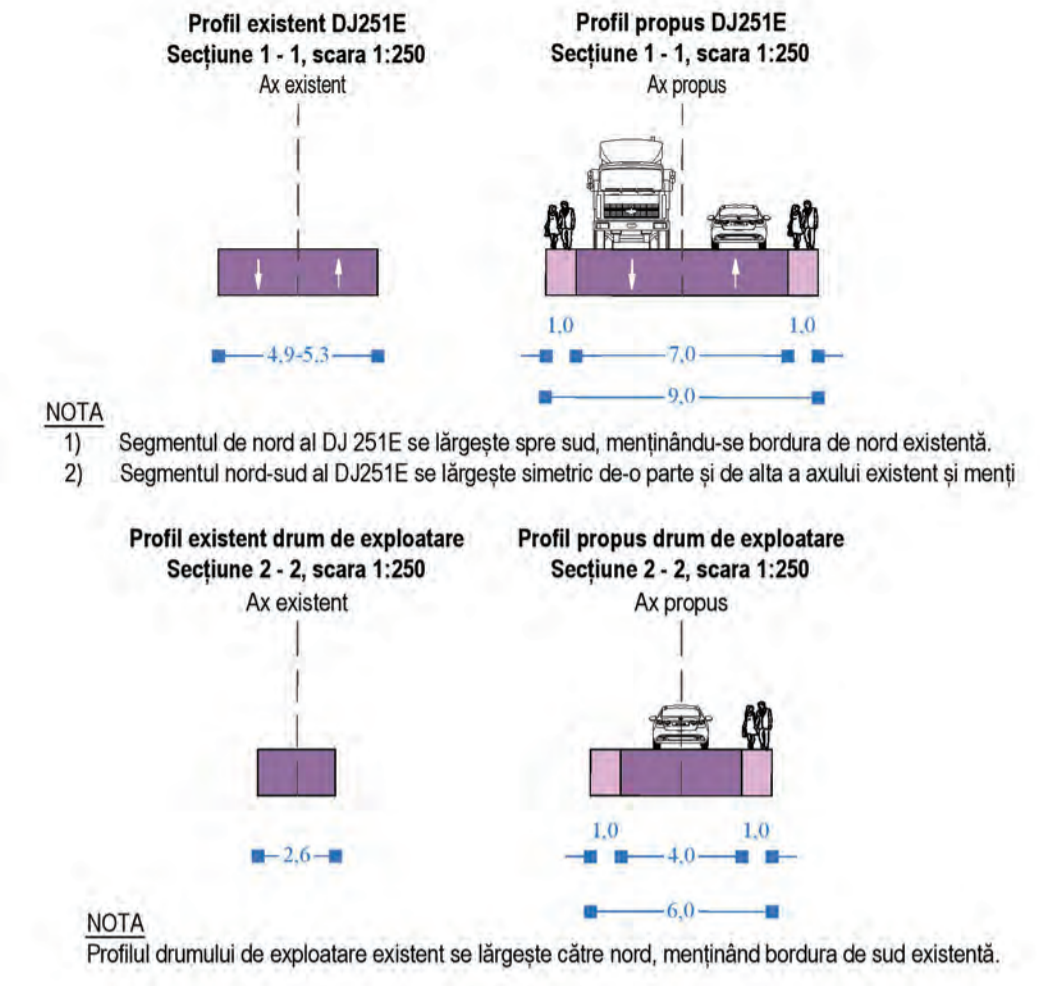 Profil existent DJ251E
Secțiune 1 - 1, scara 1:250
Ax existent
Profil propus DJ251E
Secțiune 1 - 1, scara 1:250
Ax propus
4,9-5,3
1,0
1,0
7,0
9,0
NOTA
1) Segmentul de nord al DJ 251E se lărgește spre sud, menținându-se bordura de nord existentă.
2) Segmentul nord-sud al DJ251E se lărgește simetric de-o parte și de alta a axului existent și menți
Profil existent drum de exploatare
Secțiune 2 - 2, scara 1:250
Ax existent
Profil propus drum de exploatare
Secțiune 2 - 2, scara 1:250
Ax propus
2,6
1,0
1,0
4,0
6,0
NOTA
Profilul drumului de exploatare existent se lărgește către nord, menținând bordura de sud existentă.